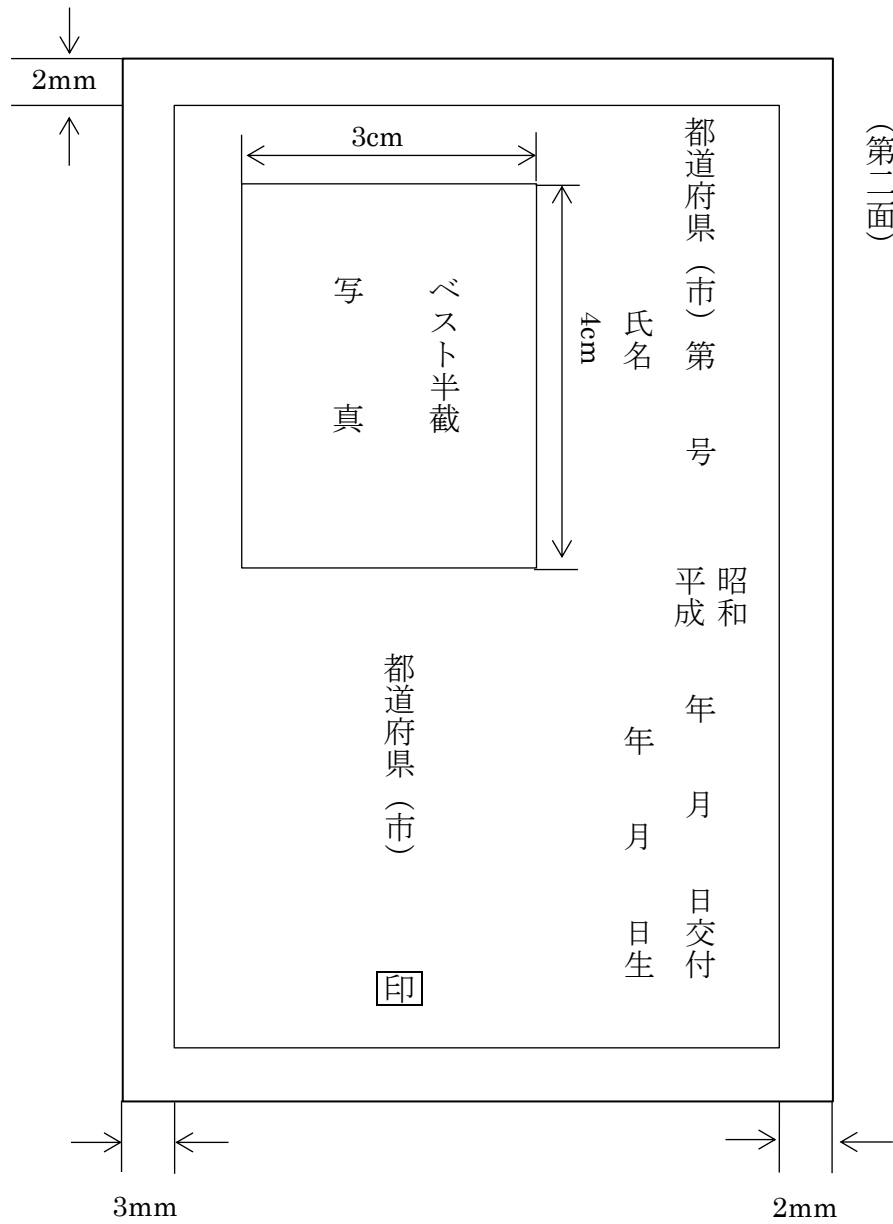 (第二面)
都道府県(市)第　号　昭和　年　月　日交付
平成
氏名　年　月　日生
ベスト半截
写真
都道府県(市)
印
2mm
3cm
4cm
3mm
2mm